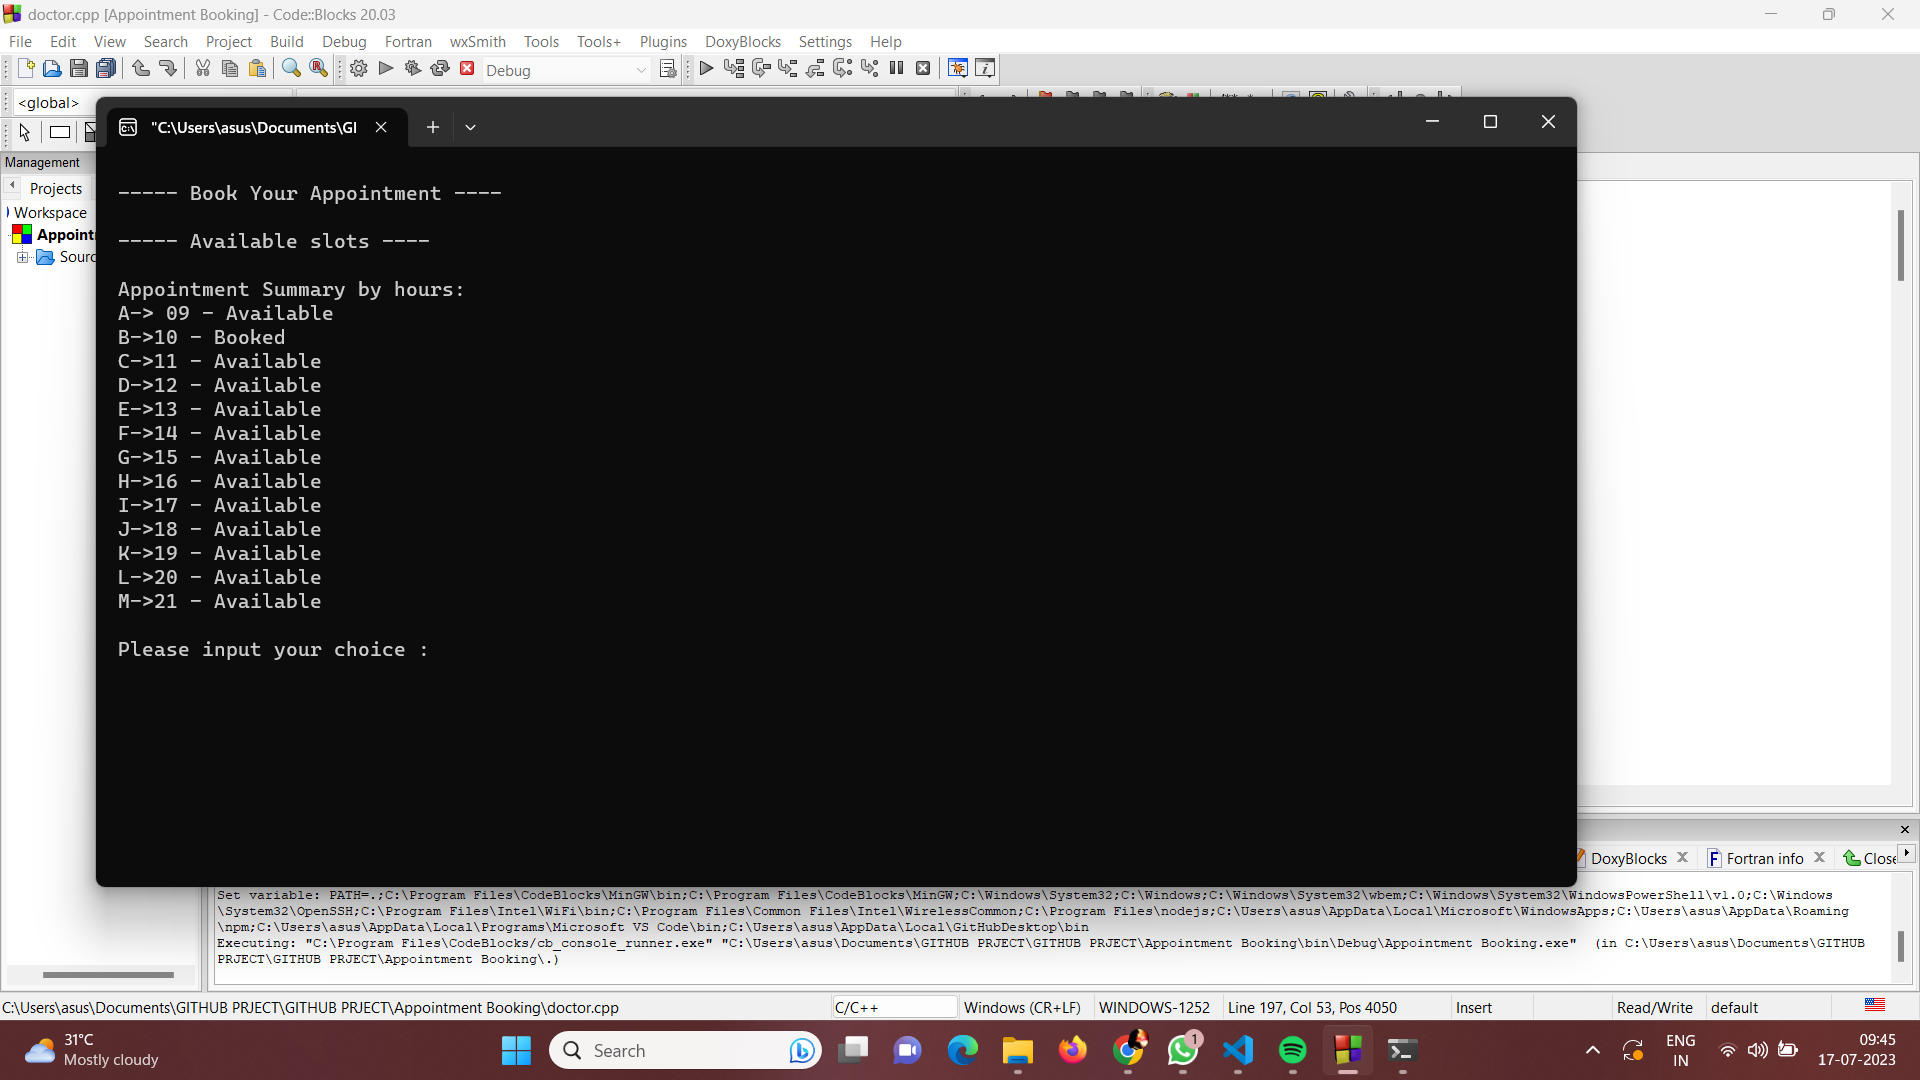 doctor.cpp [Appointment Booking] - Code::Blocks 20.03
File Edit View Search Project Build Debug Fortran wxSmith Tools Tools+ Plugins DoxyBlocks Settings Help
Debug
<global>
"C:\Users\asus\Documents\GI
Management
Projects
Workspace
Appoint
Sourc
----- Book Your Appointment ----
----- Available slots ----
Appointment Summary by hours:
A-> 09 - Available
B->10 - Booked
C->11 - Available
D->12 - Available
E->13 - Available
F->14 - Available
G->15 - Available
H->16 - Available
I->17 - Available
J->18 - Available
K->19 - Available
L->20 - Available
M->21 - Available
Please input your choice :
DoxyBlocks Fortran info Close
Set variable: PATH=.;C:\Program Files\CodeBlocks\MinGW\bin;C:\Program Files\CodeBlocks\MinGW;C:\Windows\System32;C:\Windows;C:\Windows\System32\wbem;C:\Windows\System32\WindowsPowerShell\v1.0;C:\Windows
\System32\OpenSSH;C:\Program Files\Intel\WiFi\bin;C:\Program Files\Common Files\Intel\WirelessCommon;C:\Program Files\nodejs;C:\Users\asus\AppData\Local\Microsoft\WindowsApps;C:\Users\asus\AppData\Roaming
\npm;C:\Users\asus\AppData\Local\Programs\Microsoft VS Code\bin;C:\Users\asus\AppData\Local\GitHubDesktop\bin
Executing: "C:\Program Files\CodeBlocks/cb_console_runner.exe" "C:\Users\asus\Documents\GITHUB PRJECT\GITHUB PRJECT\Appointment Booking\bin\Debug\Appointment Booking.exe"  (in C:\Users\asus\Documents\GITHUB
PRJECT\GITHUB PRJECT\Appointment Booking\.)
C:\Users\asus\Documents\GITHUB PRJECT\GITHUB PRJECT\Appointment Booking\doctor.cpp C/C++ Windows (CR+LF) WINDOWS-1252 Line 197, Col 53, Pos 4050 Insert Read/Write default
31°C
Mostly cloudy
Search
1
ENG
IN
09:45
17-07-2023